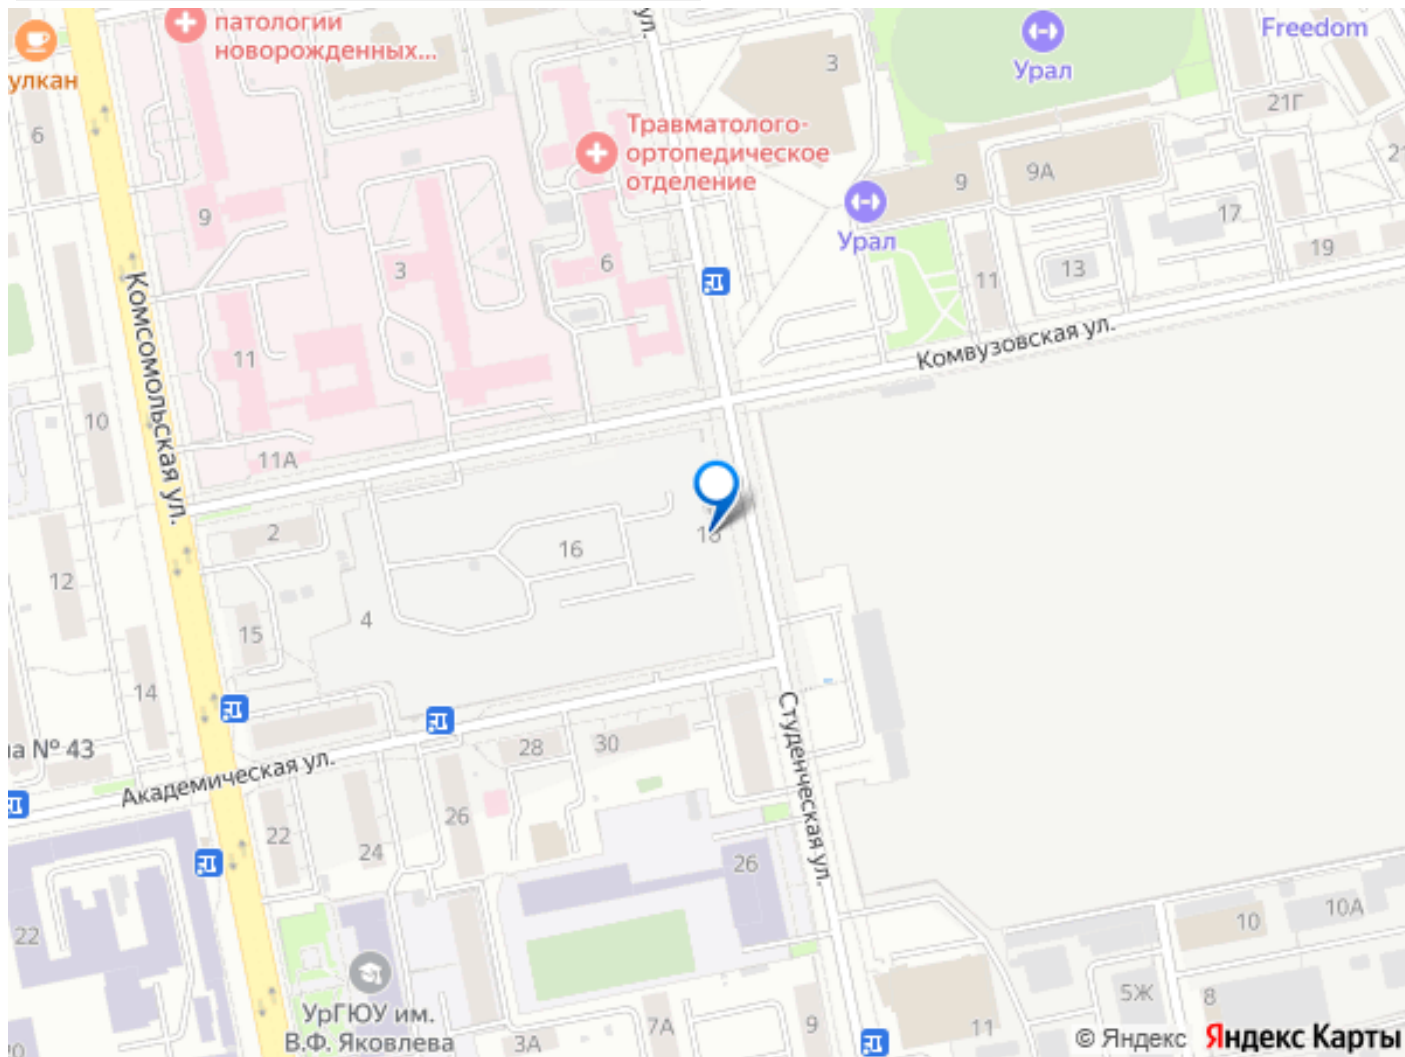 патологии
новорожденных...
улкан
6
9
3
11
11А
10
12
14
2
15
4
16
Травматолого-
ортопедическое
отделение
6
3
Урал
Freedom
21Г
9
9А
Урал
17
19
11
13
Комвузовская ул.
Комсомольская ул.
ул.
Студенческая ул.
Академическая ул.
а № 43
28
30
26
22
24
26
22
УрГЮУ им.
В.Ф. Яковлева
3А
7А
9
11
10
10А
5Ж
8
© Яндекс Яндекс Карты